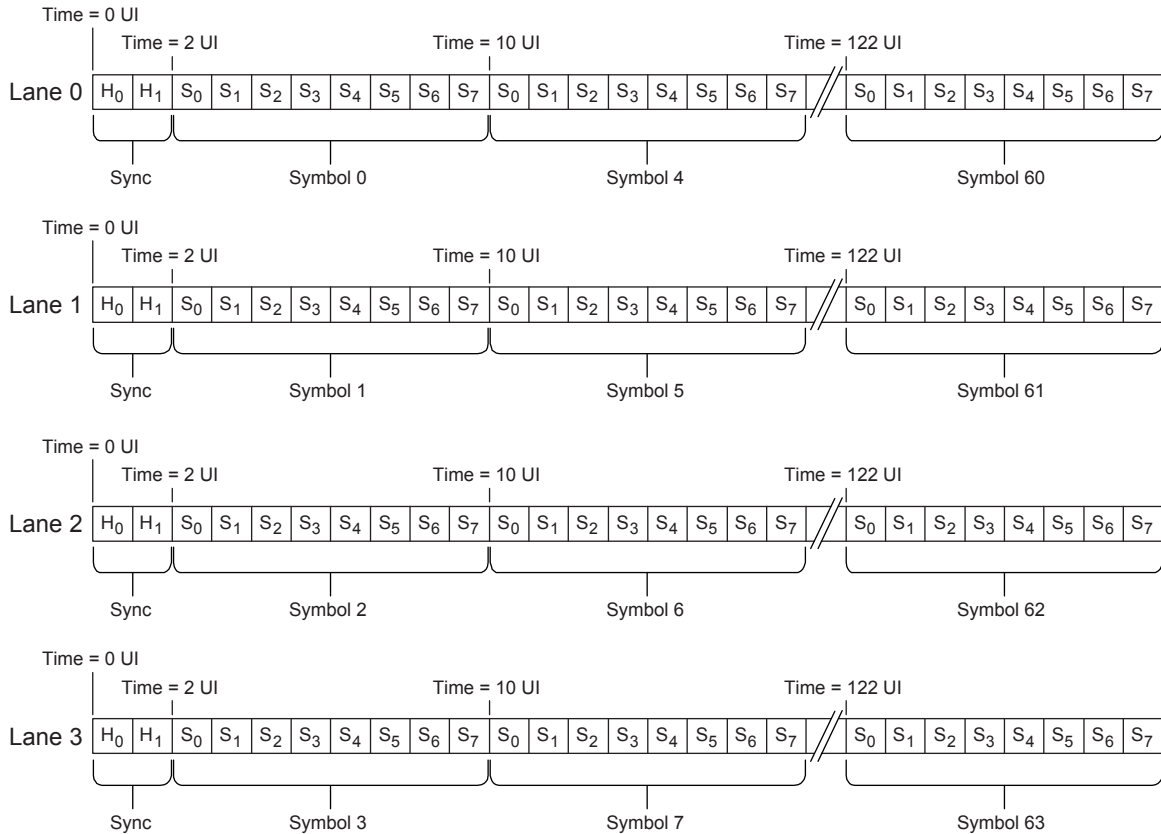 Time = 0 UI
Time = 2 UI Time = 10 UI Time = 122 UI
Lane 0 H₀ H₁ S₀ S₁ S₂ S₃ S₄ S₅ S₆ S₇ S₀ S₁ S₂ S₃ S₄ S₅ S₆ S₇ S₀ S₁ S₂ S₃ S₄ S₅ S₆ S₇
Sync Symbol 0 Symbol 4 Symbol 60
Time = 0 UI
Time = 2 UI Time = 10 UI Time = 122 UI
Lane 1 H₀ H₁ S₀ S₁ S₂ S₃ S₄ S₅ S₆ S₇ S₀ S₁ S₂ S₃ S₄ S₅ S₆ S₇ S₀ S₁ S₂ S₃ S₄ S₅ S₆ S₇
Sync Symbol 1 Symbol 5 Symbol 61
Time = 0 UI
Time = 2 UI Time = 10 UI Time = 122 UI
Lane 2 H₀ H₁ S₀ S₁ S₂ S₃ S₄ S₅ S₆ S₇ S₀ S₁ S₂ S₃ S₄ S₅ S₆ S₇ S₀ S₁ S₂ S₃ S₄ S₅ S₆ S₇
Sync Symbol 2 Symbol 6 Symbol 62
Time = 0 UI
Time = 2 UI Time = 10 UI Time = 122 UI
Lane 3 H₀ H₁ S₀ S₁ S₂ S₃ S₄ S₅ S₆ S₇ S₀ S₁ S₂ S₃ S₄ S₅ S₆ S₇ S₀ S₁ S₂ S₃ S₄ S₅ S₆ S₇
Sync Symbol 3 Symbol 7 Symbol 63